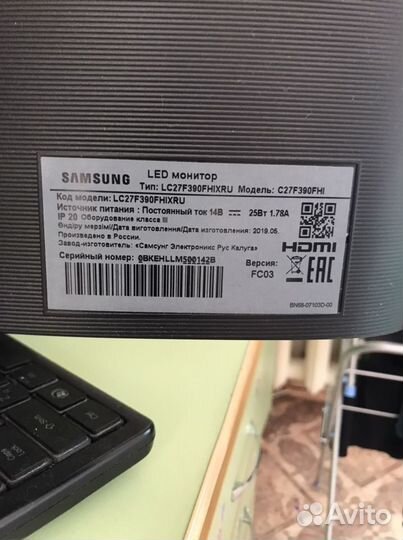 SAMSUNG
LED монитор
Тип: LC27F390FHIXRU Модель: C27F390FHI
Код модели: LC27F390FHIXRU
Источник питания : Постоянный ток 14В 25Вт 1.78А
IP 20 Оборудование класса III
Өндіру мерзімі/Дата изготовления/Дата виготовлення: 2019.06.
Произведено в России.
Завод-изготовитель: «Самсунг Электроникс Рус Калуга»
Серийный номер: 0BKEHLLM500142B
Версия:
FC03
HDMI
EAC
BN68-07103D-00
Avito